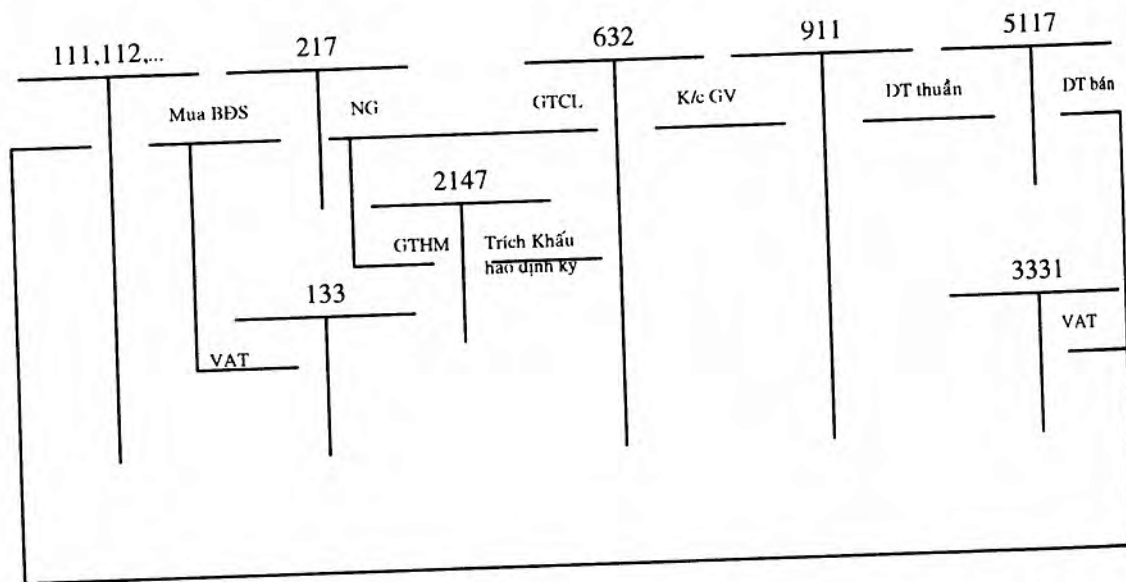 111,112,...
217
632
911
5117
Mua BĐS
NG
GTCL
K/c GV
DT thuần
DT bán
2147
GTHM
Trích Khấu
hao định kỳ
133
3331
VAT
VAT